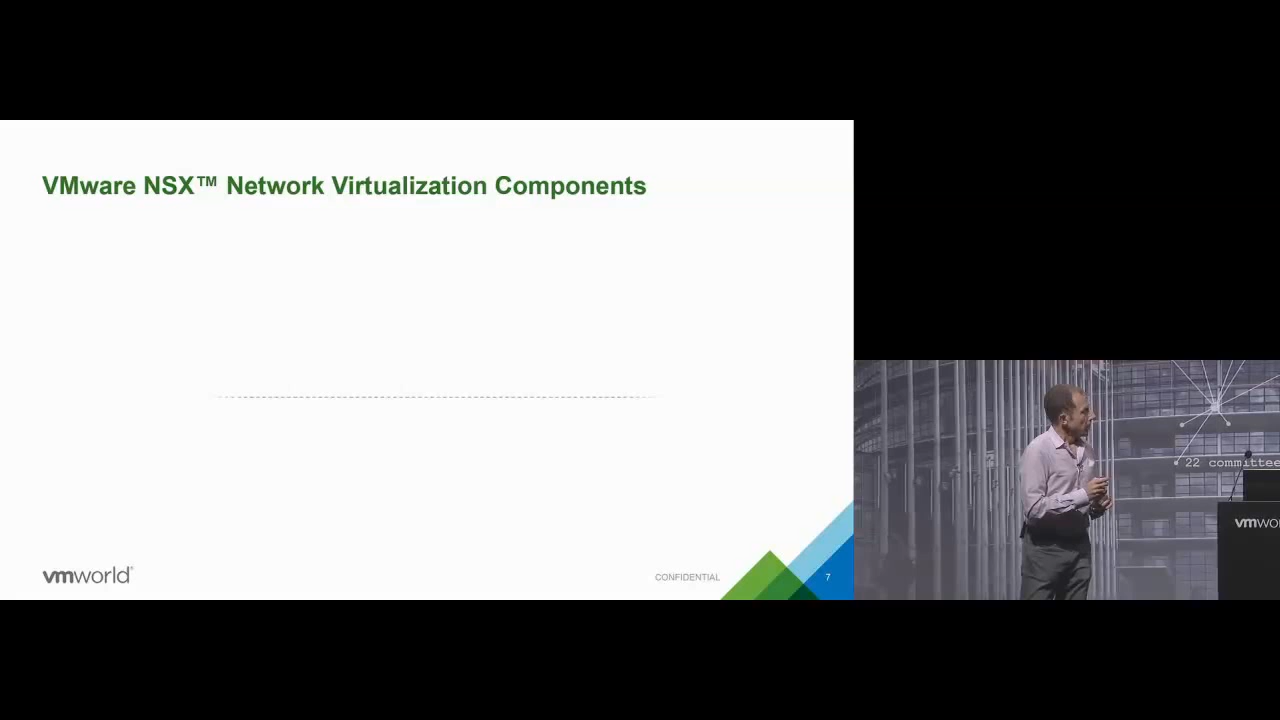 VMware NSX™ Network Virtualization Components
vmworld®
CONFIDENTIAL
7
22 committee
vmwo